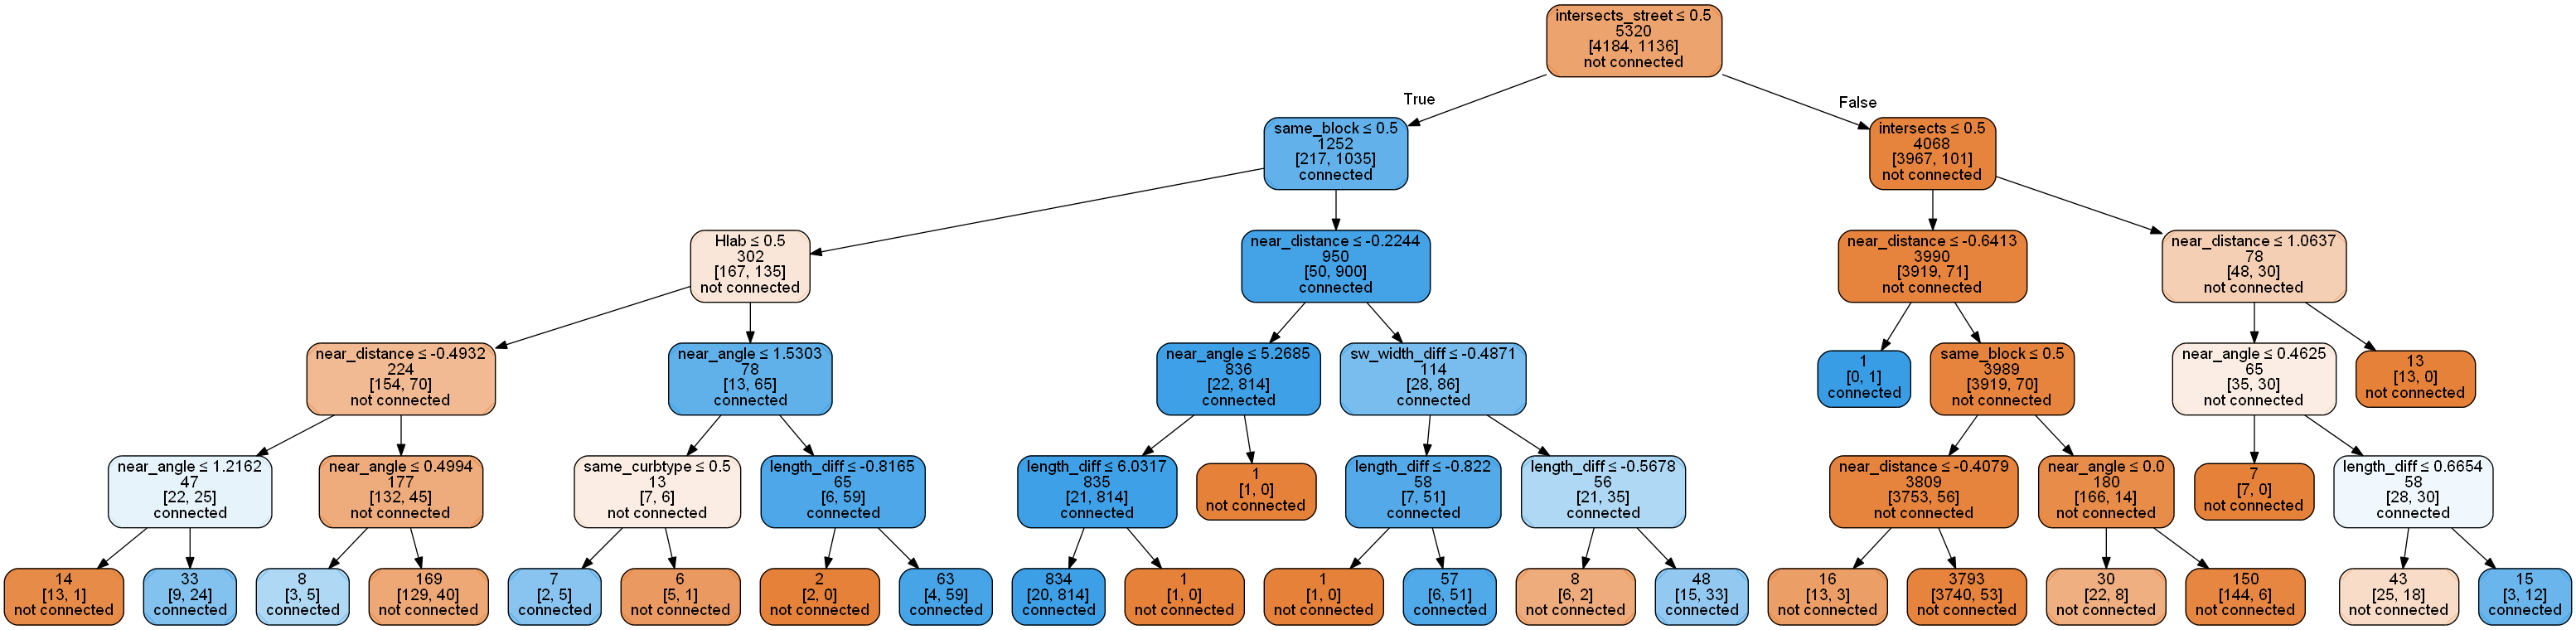 intersects_street ≤ 0.5
5320
[4184, 1136]
not connected
True
False
same_block ≤ 0.5
1252
[217, 1035]
connected
intersects ≤ 0.5
4068
[3967, 101]
not connected
Hlab ≤ 0.5
302
[167, 135]
not connected
near_distance ≤ -0.2244
950
[50, 900]
connected
near_distance ≤ -0.6413
3990
[3919, 71]
not connected
near_distance ≤ 1.0637
78
[48, 30]
not connected
near_distance ≤ -0.4932
224
[154, 70]
not connected
near_angle ≤ 1.5303
78
[13, 65]
connected
near_angle ≤ 5.2685
836
[22, 814]
connected
sw_width_diff ≤ -0.4871
114
[28, 86]
connected
1
[0, 1]
connected
same_block ≤ 0.5
3989
[3919, 70]
not connected
near_angle ≤ 0.4625
65
[35, 30]
not connected
13
[13, 0]
not connected
near_angle ≤ 1.2162
47
[22, 25]
connected
near_angle ≤ 0.4994
177
[132, 45]
not connected
same_curbtype ≤ 0.5
13
[7, 6]
not connected
length_diff ≤ -0.8165
65
[6, 59]
connected
length_diff ≤ 6.0317
835
[21, 814]
connected
1
[1, 0]
not connected
length_diff ≤ -0.822
58
[7, 51]
connected
length_diff ≤ -0.5678
56
[21, 35]
connected
near_distance ≤ -0.4079
3809
[3753, 56]
not connected
near_angle ≤ 0.0
180
[166, 14]
not connected
7
[7, 0]
not connected
length_diff ≤ 0.6654
58
[28, 30]
connected
14
[13, 1]
not connected
33
[9, 24]
connected
8
[3, 5]
connected
169
[129, 40]
not connected
7
[2, 5]
connected
6
[5, 1]
not connected
2
[2, 0]
not connected
63
[4, 59]
connected
834
[20, 814]
connected
1
[1, 0]
not connected
1
[1, 0]
not connected
57
[6, 51]
connected
8
[6, 2]
not connected
48
[15, 33]
connected
16
[13, 3]
not connected
3793
[3740, 53]
not connected
30
[22, 8]
not connected
150
[144, 6]
not connected
43
[25, 18]
not connected
15
[3, 12]
connected